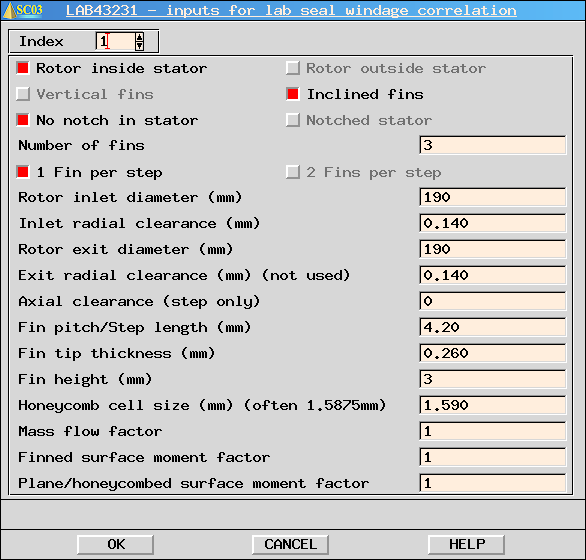 SC03 LAB43231 - inputs for lab seal windage correlation
Index 1
Rotor inside stator Rotor outside stator
Vertical fins Inclined fins
No notch in stator Notched stator
Number of fins 3
1 Fin per step 2 Fins per step
Rotor inlet diameter (mm) 190
Inlet radial clearance (mm) 0.140
Rotor exit diameter (mm) 190
Exit radial clearance (mm) (not used) 0.140
Axial clearance (step only) 0
Fin pitch/Step length (mm) 4.20
Fin tip thickness (mm) 0.260
Fin height (mm) 3
Honeycomb cell size (mm) (often 1.5875mm) 1.590
Mass flow factor 1
Finned surface moment factor 1
Plane/honeycombed surface moment factor 1
OK CANCEL HELP